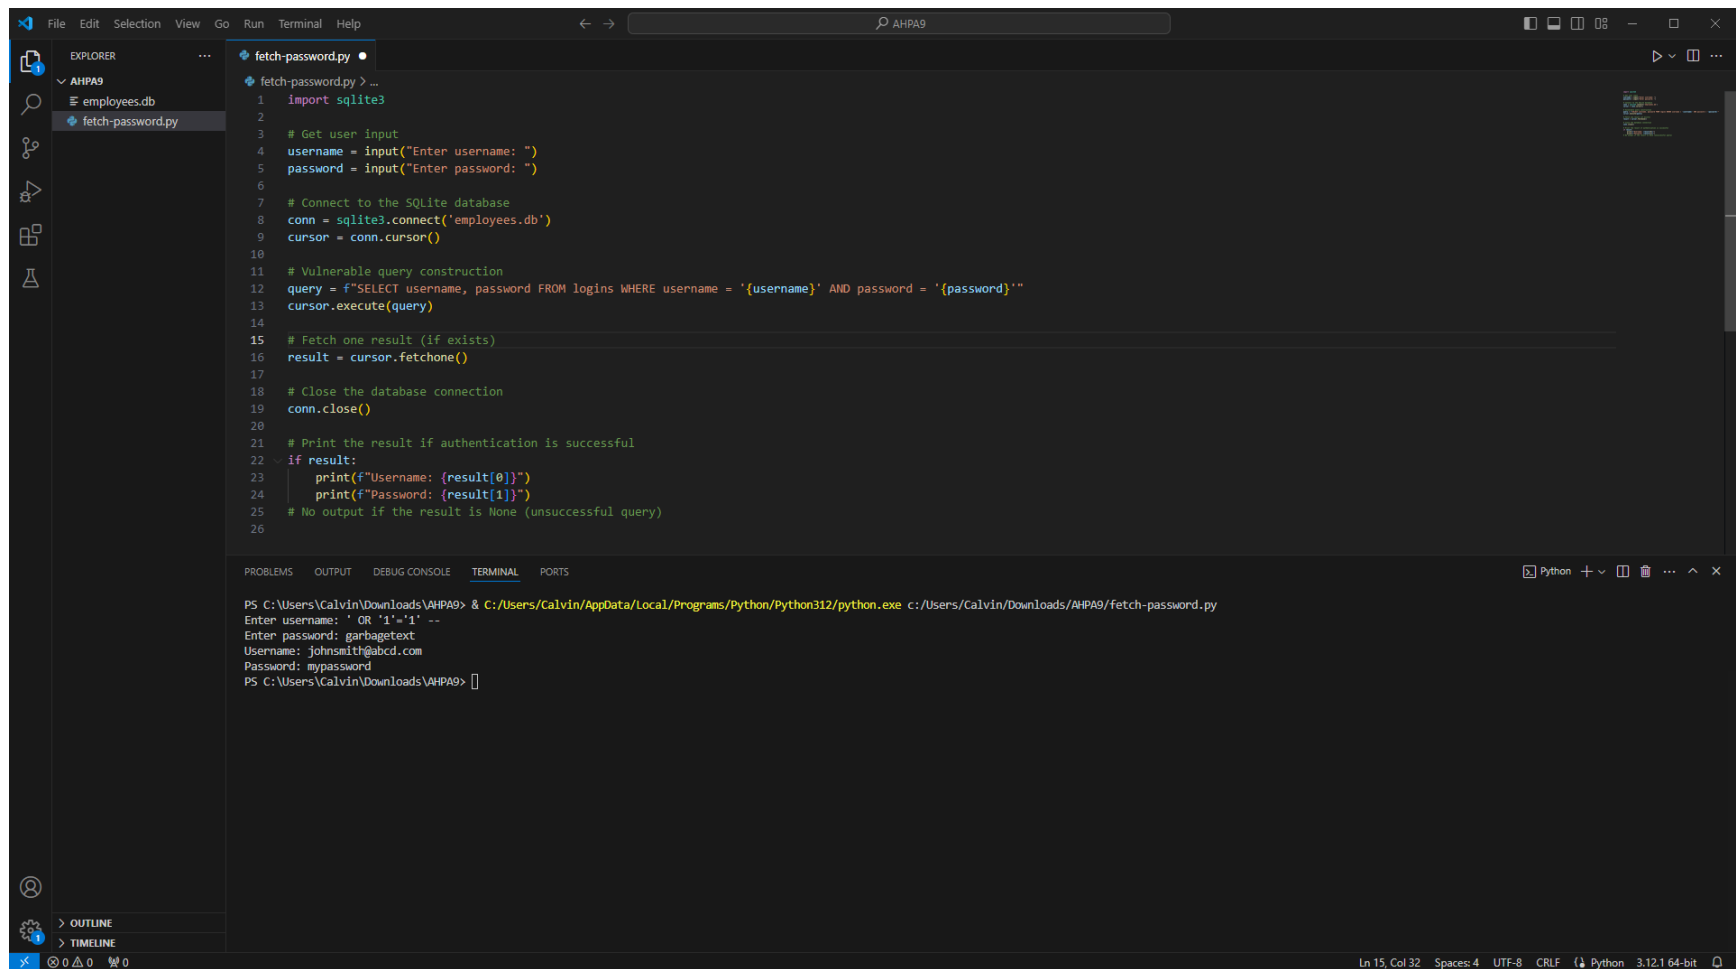 File Edit Selection View Go Run Terminal Help
AHPA9
EXPLORER
fetch-password.py
AHPA9
employees.db
fetch-password.py
fetch-password.py > ...
1 import sqlite3
2
3 # Get user input
4 username = input("Enter username: ")
5 password = input("Enter password: ")
6
7 # Connect to the SQLite database
8 conn = sqlite3.connect('employees.db')
9 cursor = conn.cursor()
10
11 # Vulnerable query construction
12 query = f"SELECT username, password FROM logins WHERE username = '{username}' AND password = '{password}'"
13 cursor.execute(query)
14
15 # Fetch one result (if exists)
16 result = cursor.fetchone()
17
18 # Close the database connection
19 conn.close()
20
21 # Print the result if authentication is successful
22 if result:
23 print(f"Username: {result[0]}")
24 print(f"Password: {result[1]}")
25 # No output if the result is None (unsuccessful query)
26
PROBLEMS OUTPUT DEBUG CONSOLE TERMINAL PORTS
Python
PS C:\Users\Calvin\Downloads\AHPA9> & C:/Users/Calvin/AppData/Local/Programs/Python/Python312/python.exe c:/Users/Calvin/Downloads/AHPA9/fetch-password.py
Enter username: ' OR '1'='1' --
Enter password: garbagetext
Username: johnsmith@abcd.com
Password: mypassword
PS C:\Users\Calvin\Downloads\AHPA9>
1
1
OUTLINE
TIMELINE
0 0 0
Ln 15, Col 32 Spaces: 4 UTF-8 CRLF Python 3.12.1 64-bit